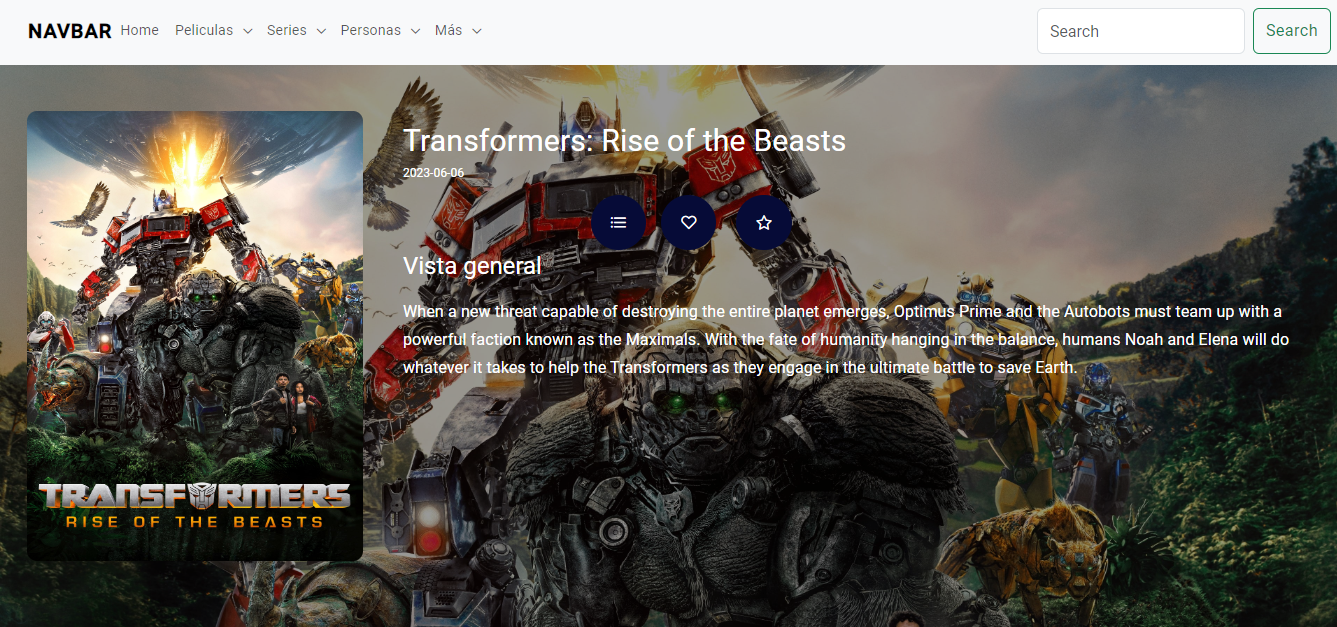 NAVBAR Home Peliculas Series Personas Más Search Search
Transformers: Rise of the Beasts
2023-06-06
Vista general
When a new threat capable of destroying the entire planet emerges, Optimus Prime and the Autobots must team up with a
powerful faction known as the Maximals. With the fate of humanity hanging in the balance, humans Noah and Elena will do
whatever it takes to help the Transformers as they engage in the ultimate battle to save Earth.
TRANSFORMERS
RISE OF THE BEASTS